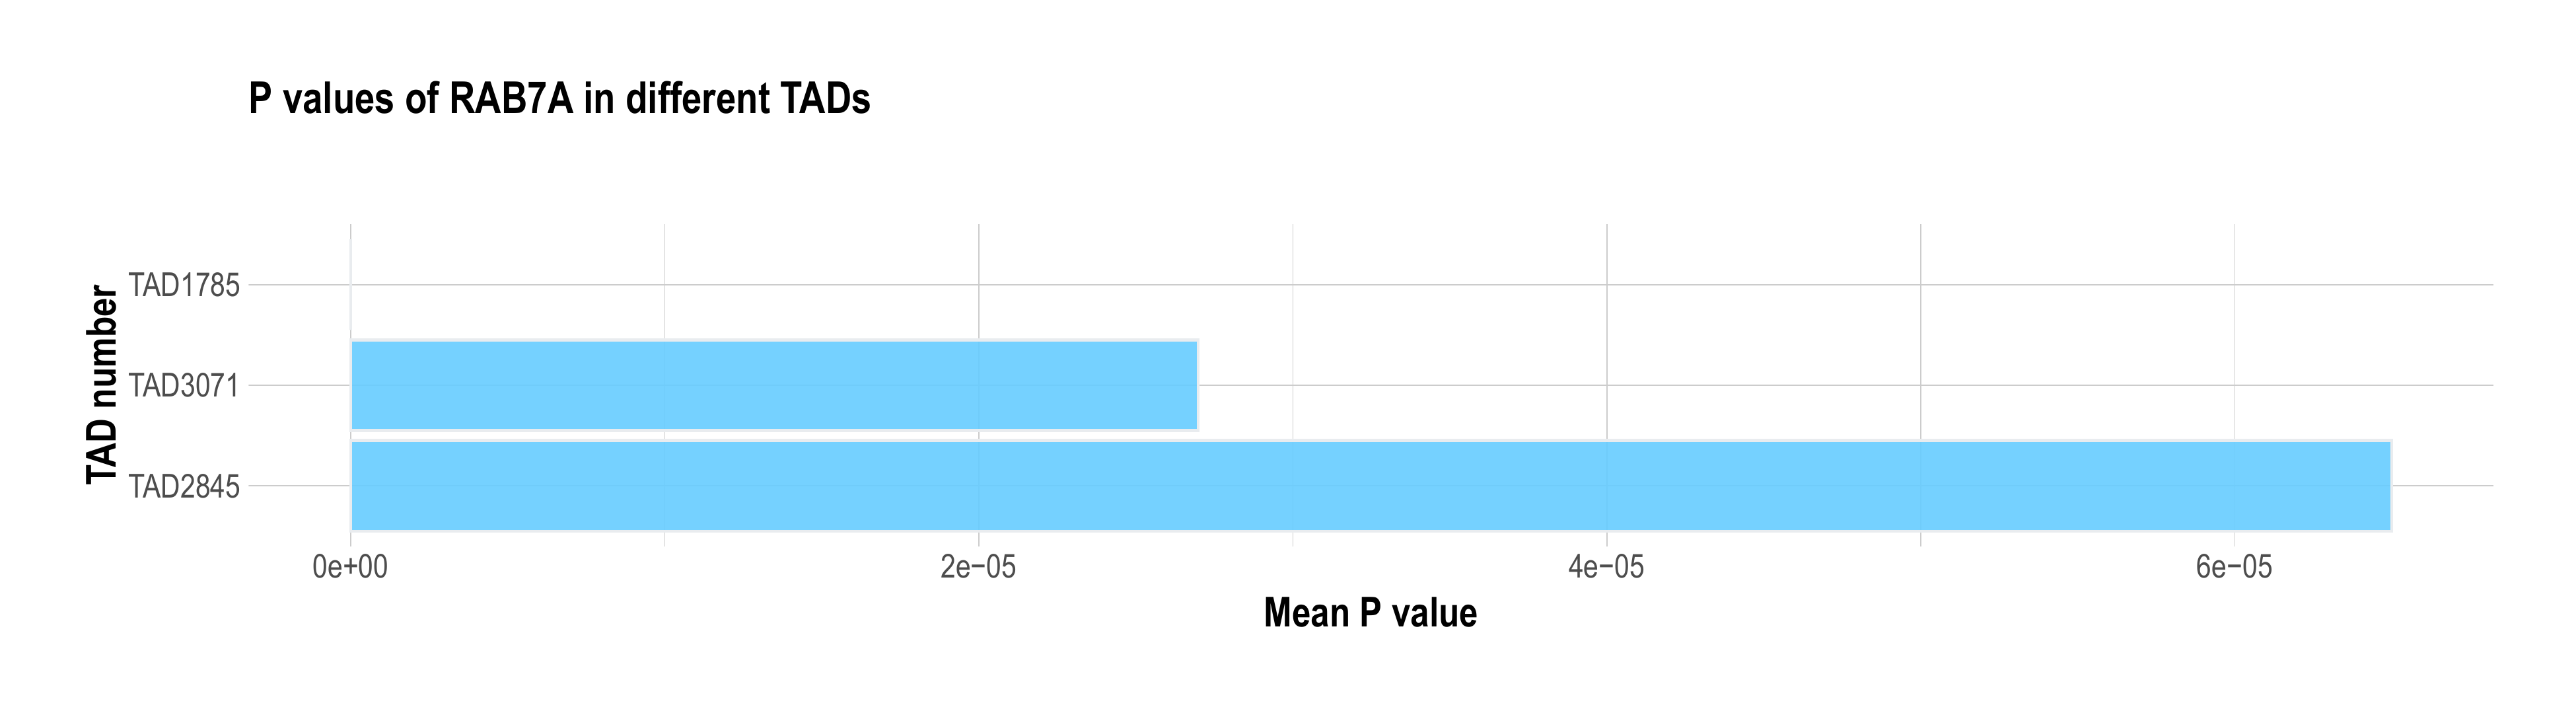 P values of RAB7A in different TADs
TAD number
TAD1785
TAD3071
TAD2845
0e+00 2e−05 4e−05 6e−05
Mean P value